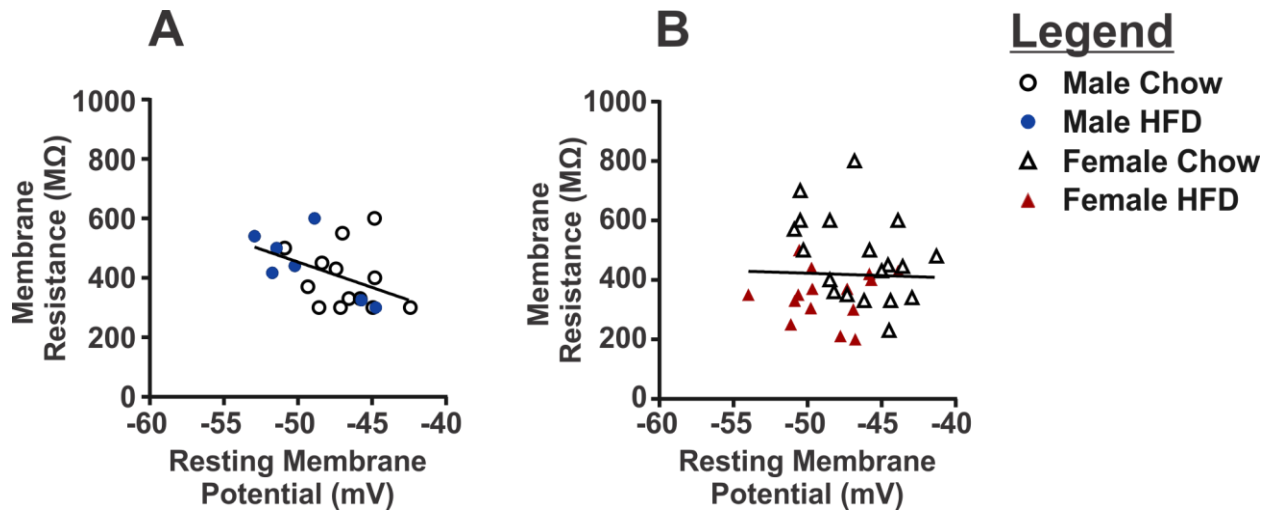 A
Membrane
Resistance (MΩ)
1000
800
600
400
200
0
-60
-55
-50
-45
-40
Resting Membrane
Potential (mV)
B
Membrane
Resistance (MΩ)
1000
800
600
400
200
0
-60
-55
-50
-45
-40
Resting Membrane
Potential (mV)
Legend
Male Chow
Male HFD
Female Chow
Female HFD